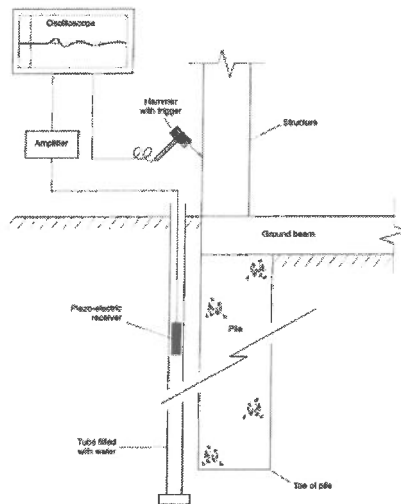 Oscilloscope
Hammer
with trigger
Amplifier
Structure
Ground beam
Piezo-electric
receiver
Pile
Tube filled
with water
Toe of pile